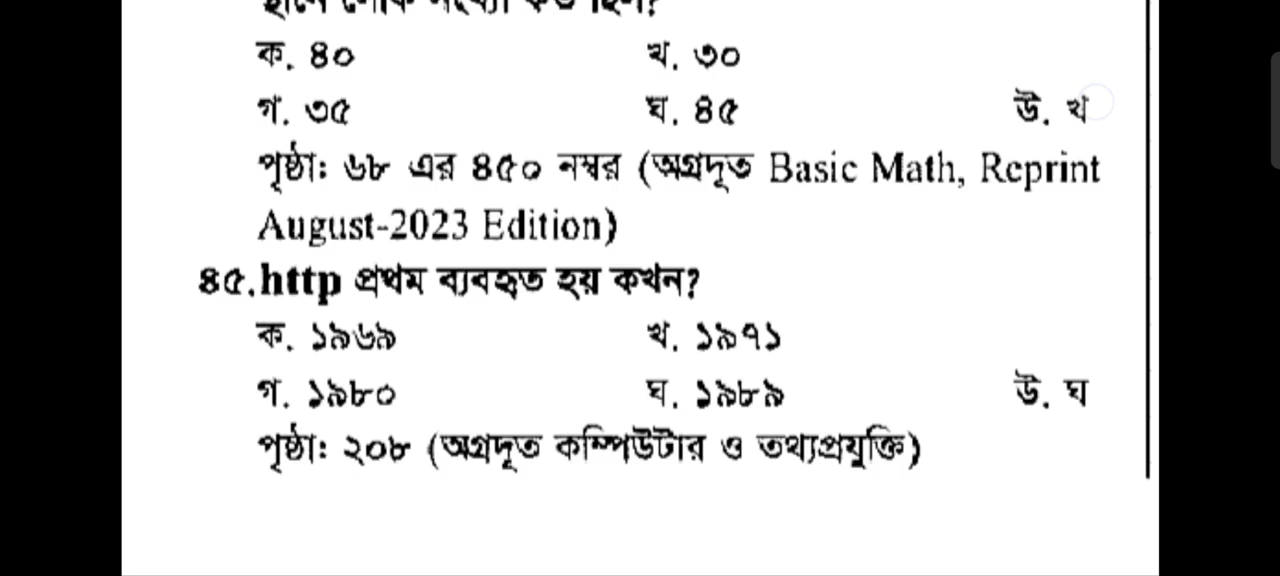 ক. ৪০ খ. ৩০
গ. ৩৫ ঘ. ৪৫ উ. খ
পৃষ্ঠা: ৬৮ এর ৪৫০ নম্বর (অগ্রদূত Basic Math, Reprint
August-2023 Edition)
৪৫.http প্রথম ব্যবহৃত হয় কখন?
ক. ১৯৬৯ খ. ১৯৭১
গ. ১৯৮০ ঘ. ১৯৮৯ উ. ঘ
পৃষ্ঠা: ২০৮ (অগ্রদূত কম্পিউটার ও তথ্যপ্রযুক্তি)